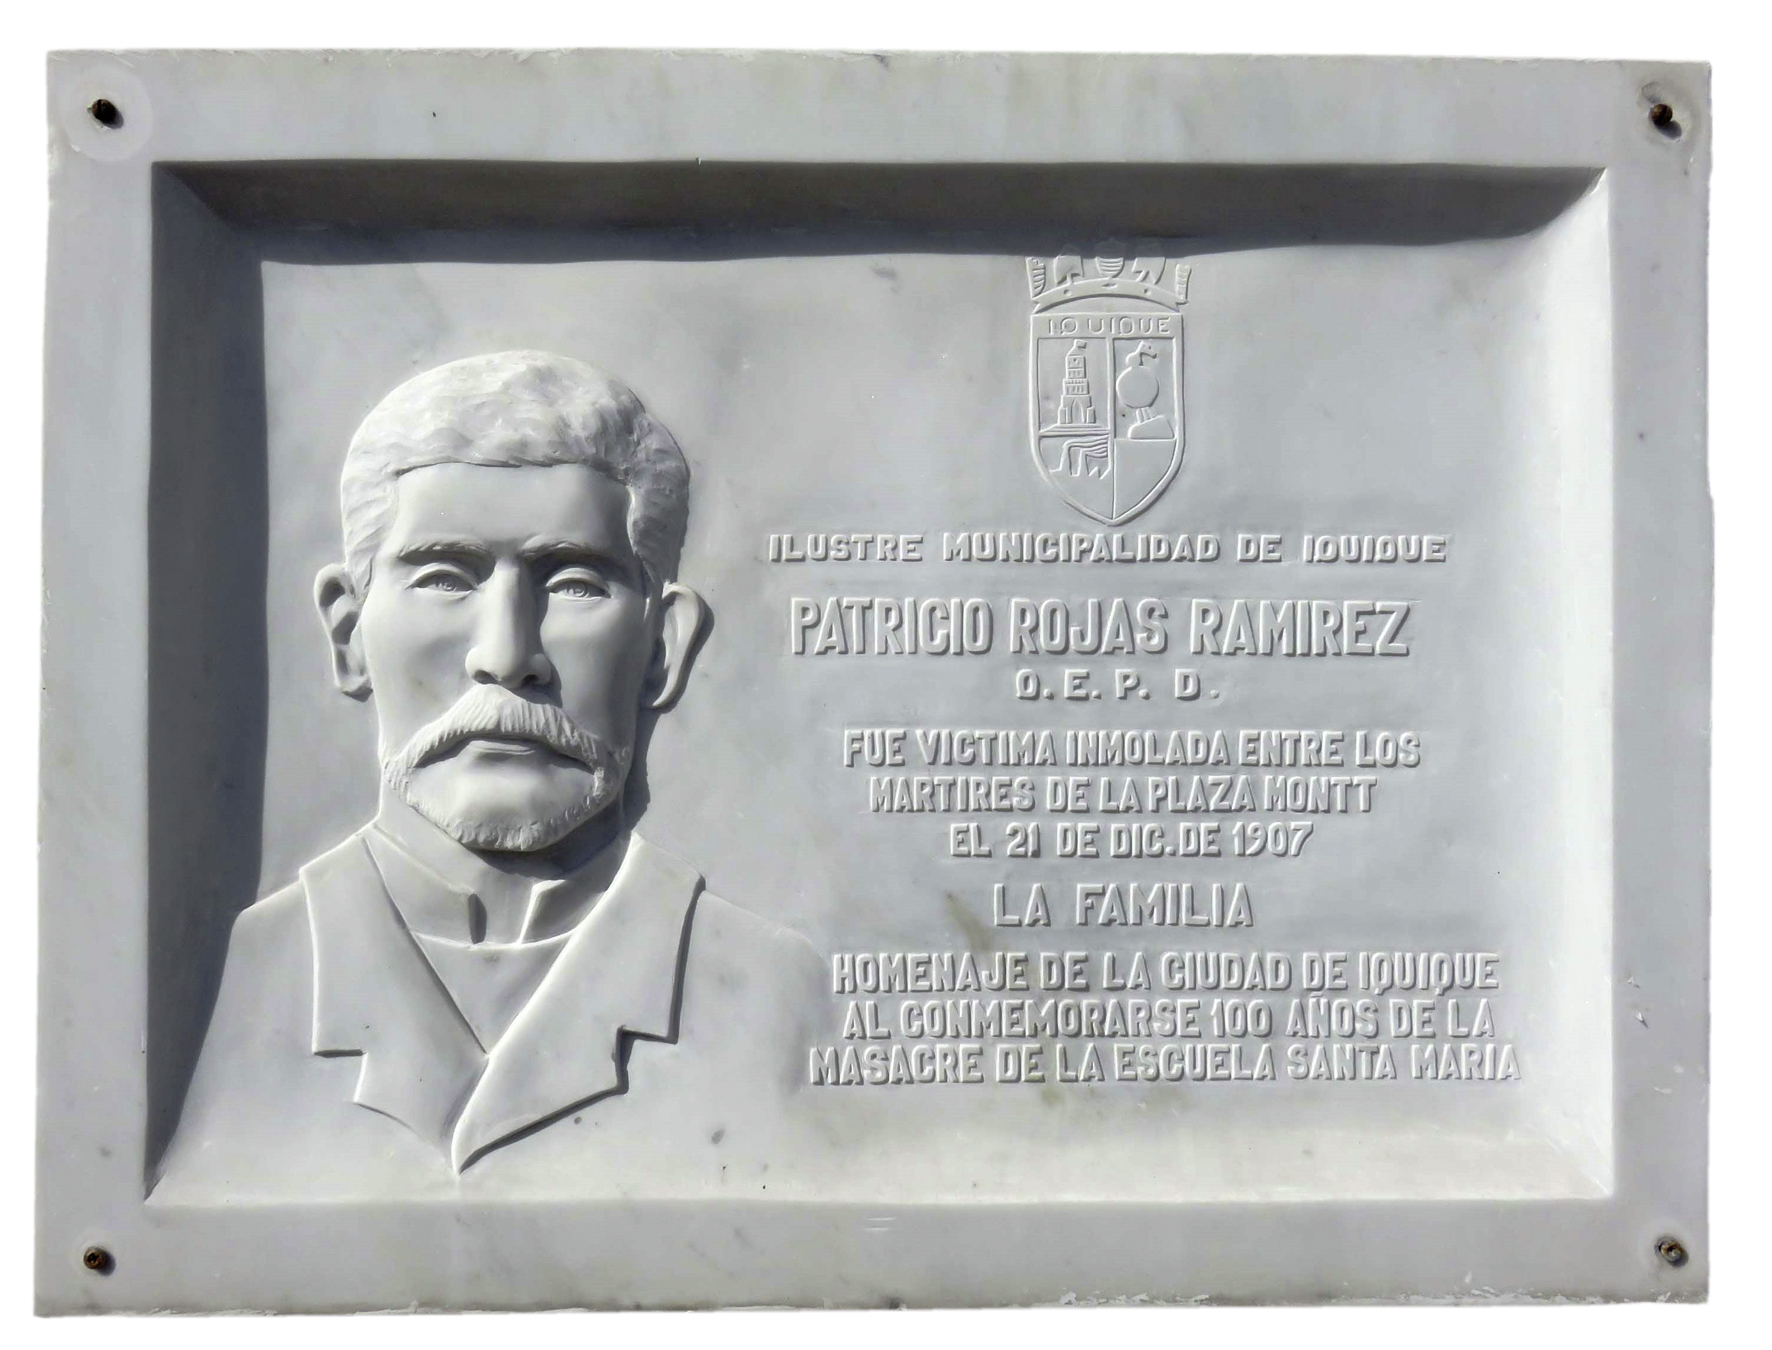 IQUIQUE
ILUSTRE MUNICIPALIDAD DE IQUIQUE
PATRICIO ROJAS RAMIREZ
Q. E. P. D.
FUE VICTIMA INMOLADA ENTRE LOS
MARTIRES DE LA PLAZA MONTT
EL 21 DE DIC. DE 1907
LA FAMILIA
HOMENAJE DE LA CIUDAD DE IQUIQUE
AL CONMEMORARSE 100 AÑOS DE LA
MASACRE DE LA ESCUELA SANTA MARIA